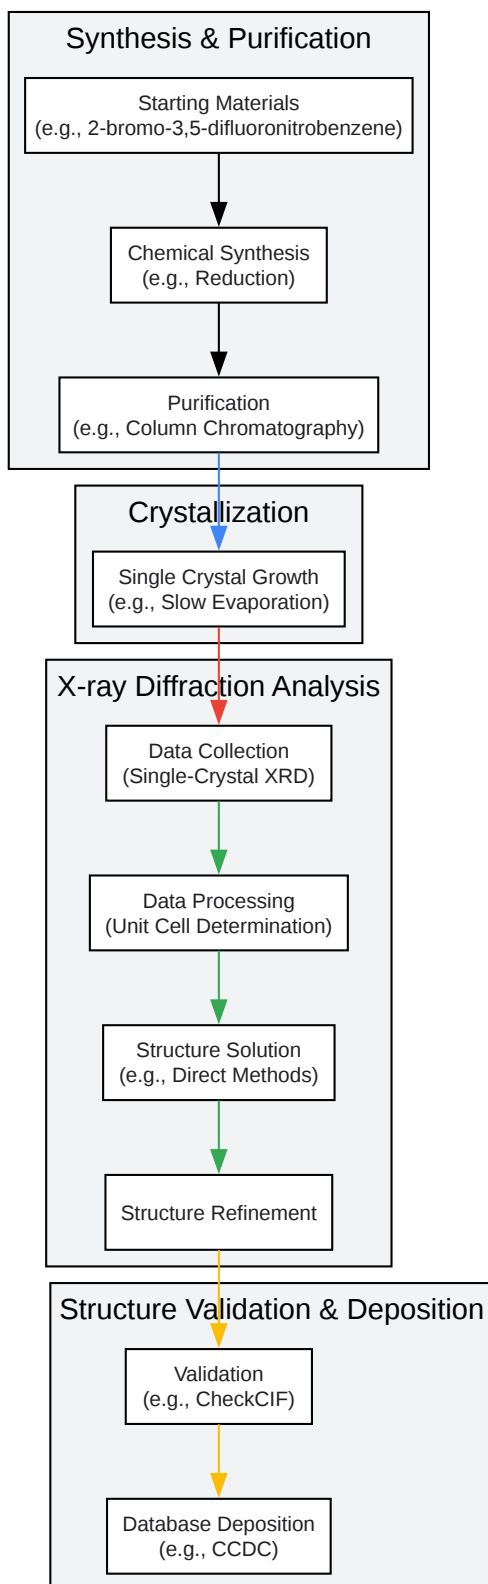 Synthesis & Purification
Starting Materials
(e.g., 2-bromo-3,5-difluoronitrobenzene)
Chemical Synthesis
(e.g., Reduction)
Purification
(e.g., Column Chromatography)
Crystallization
Single Crystal Growth
(e.g., Slow Evaporation)
X-ray Diffraction Analysis
Data Collection
(Single-Crystal XRD)
Data Processing
(Unit Cell Determination)
Structure Solution
(e.g., Direct Methods)
Structure Refinement
Structure Validation & Deposition
Validation
(e.g., CheckCIF)
Database Deposition
(e.g., CCDC)